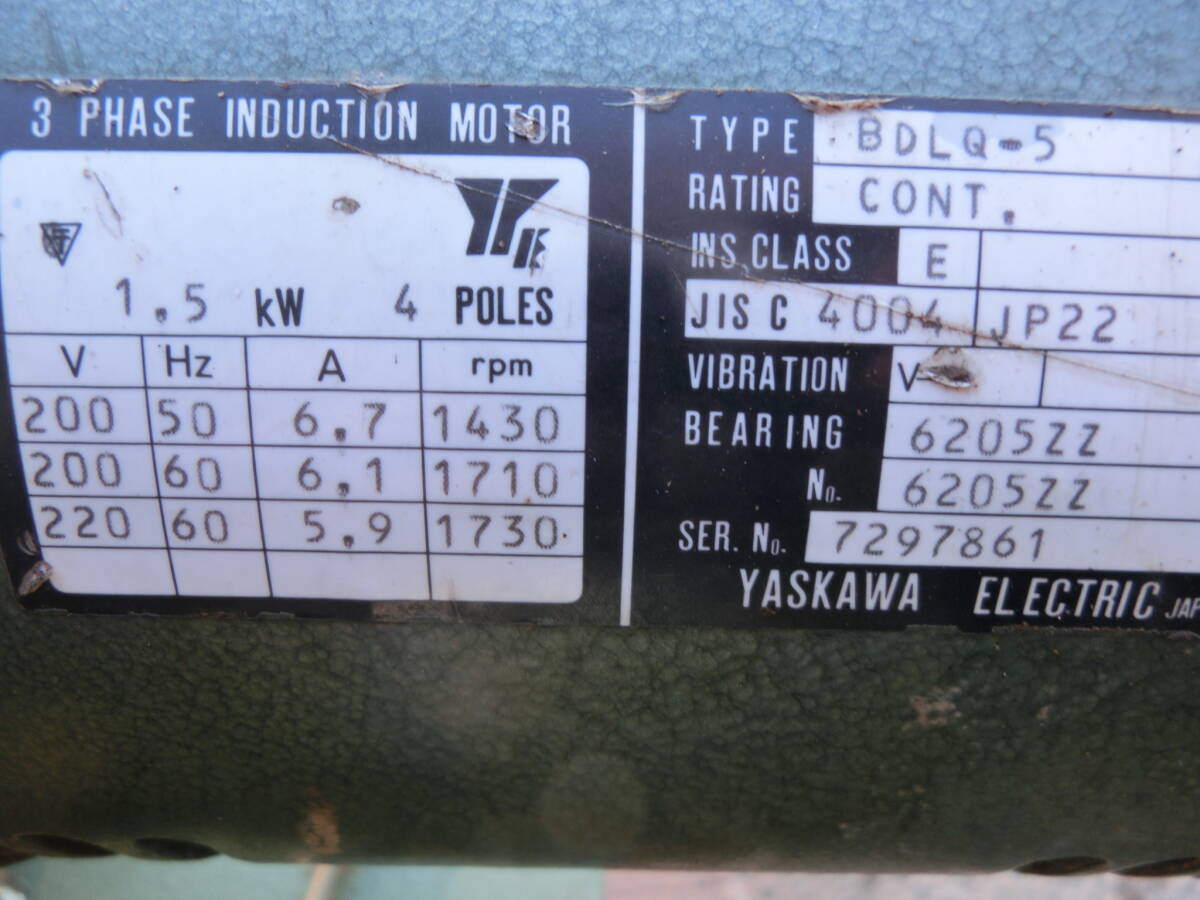 3 PHASE INDUCTION MOTOR
1.5 kW 4 POLES
V Hz A rpm
200 50 6.7 1430
200 60 6.1 1710
220 60 5.9 1730
TYPE BDLQ-5
RATING CONT.
INS. CLASS E
JIS C 4004 JP22
VIBRATION V
BEARING 6205ZZ
No. 6205ZZ
SER. No. 7297861
YASKAWA ELECTRIC